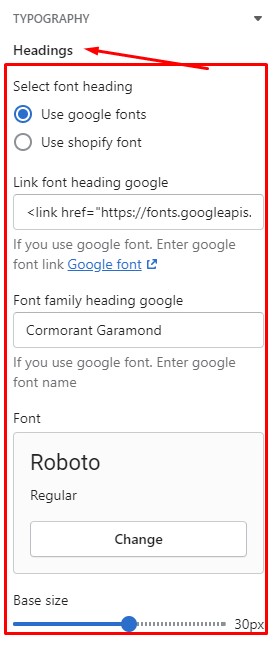 TYPOGRAPHY
Headings
Select font heading
Use google fonts
Use shopify font
Link font heading google
<link href="https://fonts.googleapis.
If you use google font. Enter google
font link Google font
Font family heading google
Cormorant Garamond
If you use google font. Enter google
font name
Font
Roboto
Regular
Change
Base size
30px